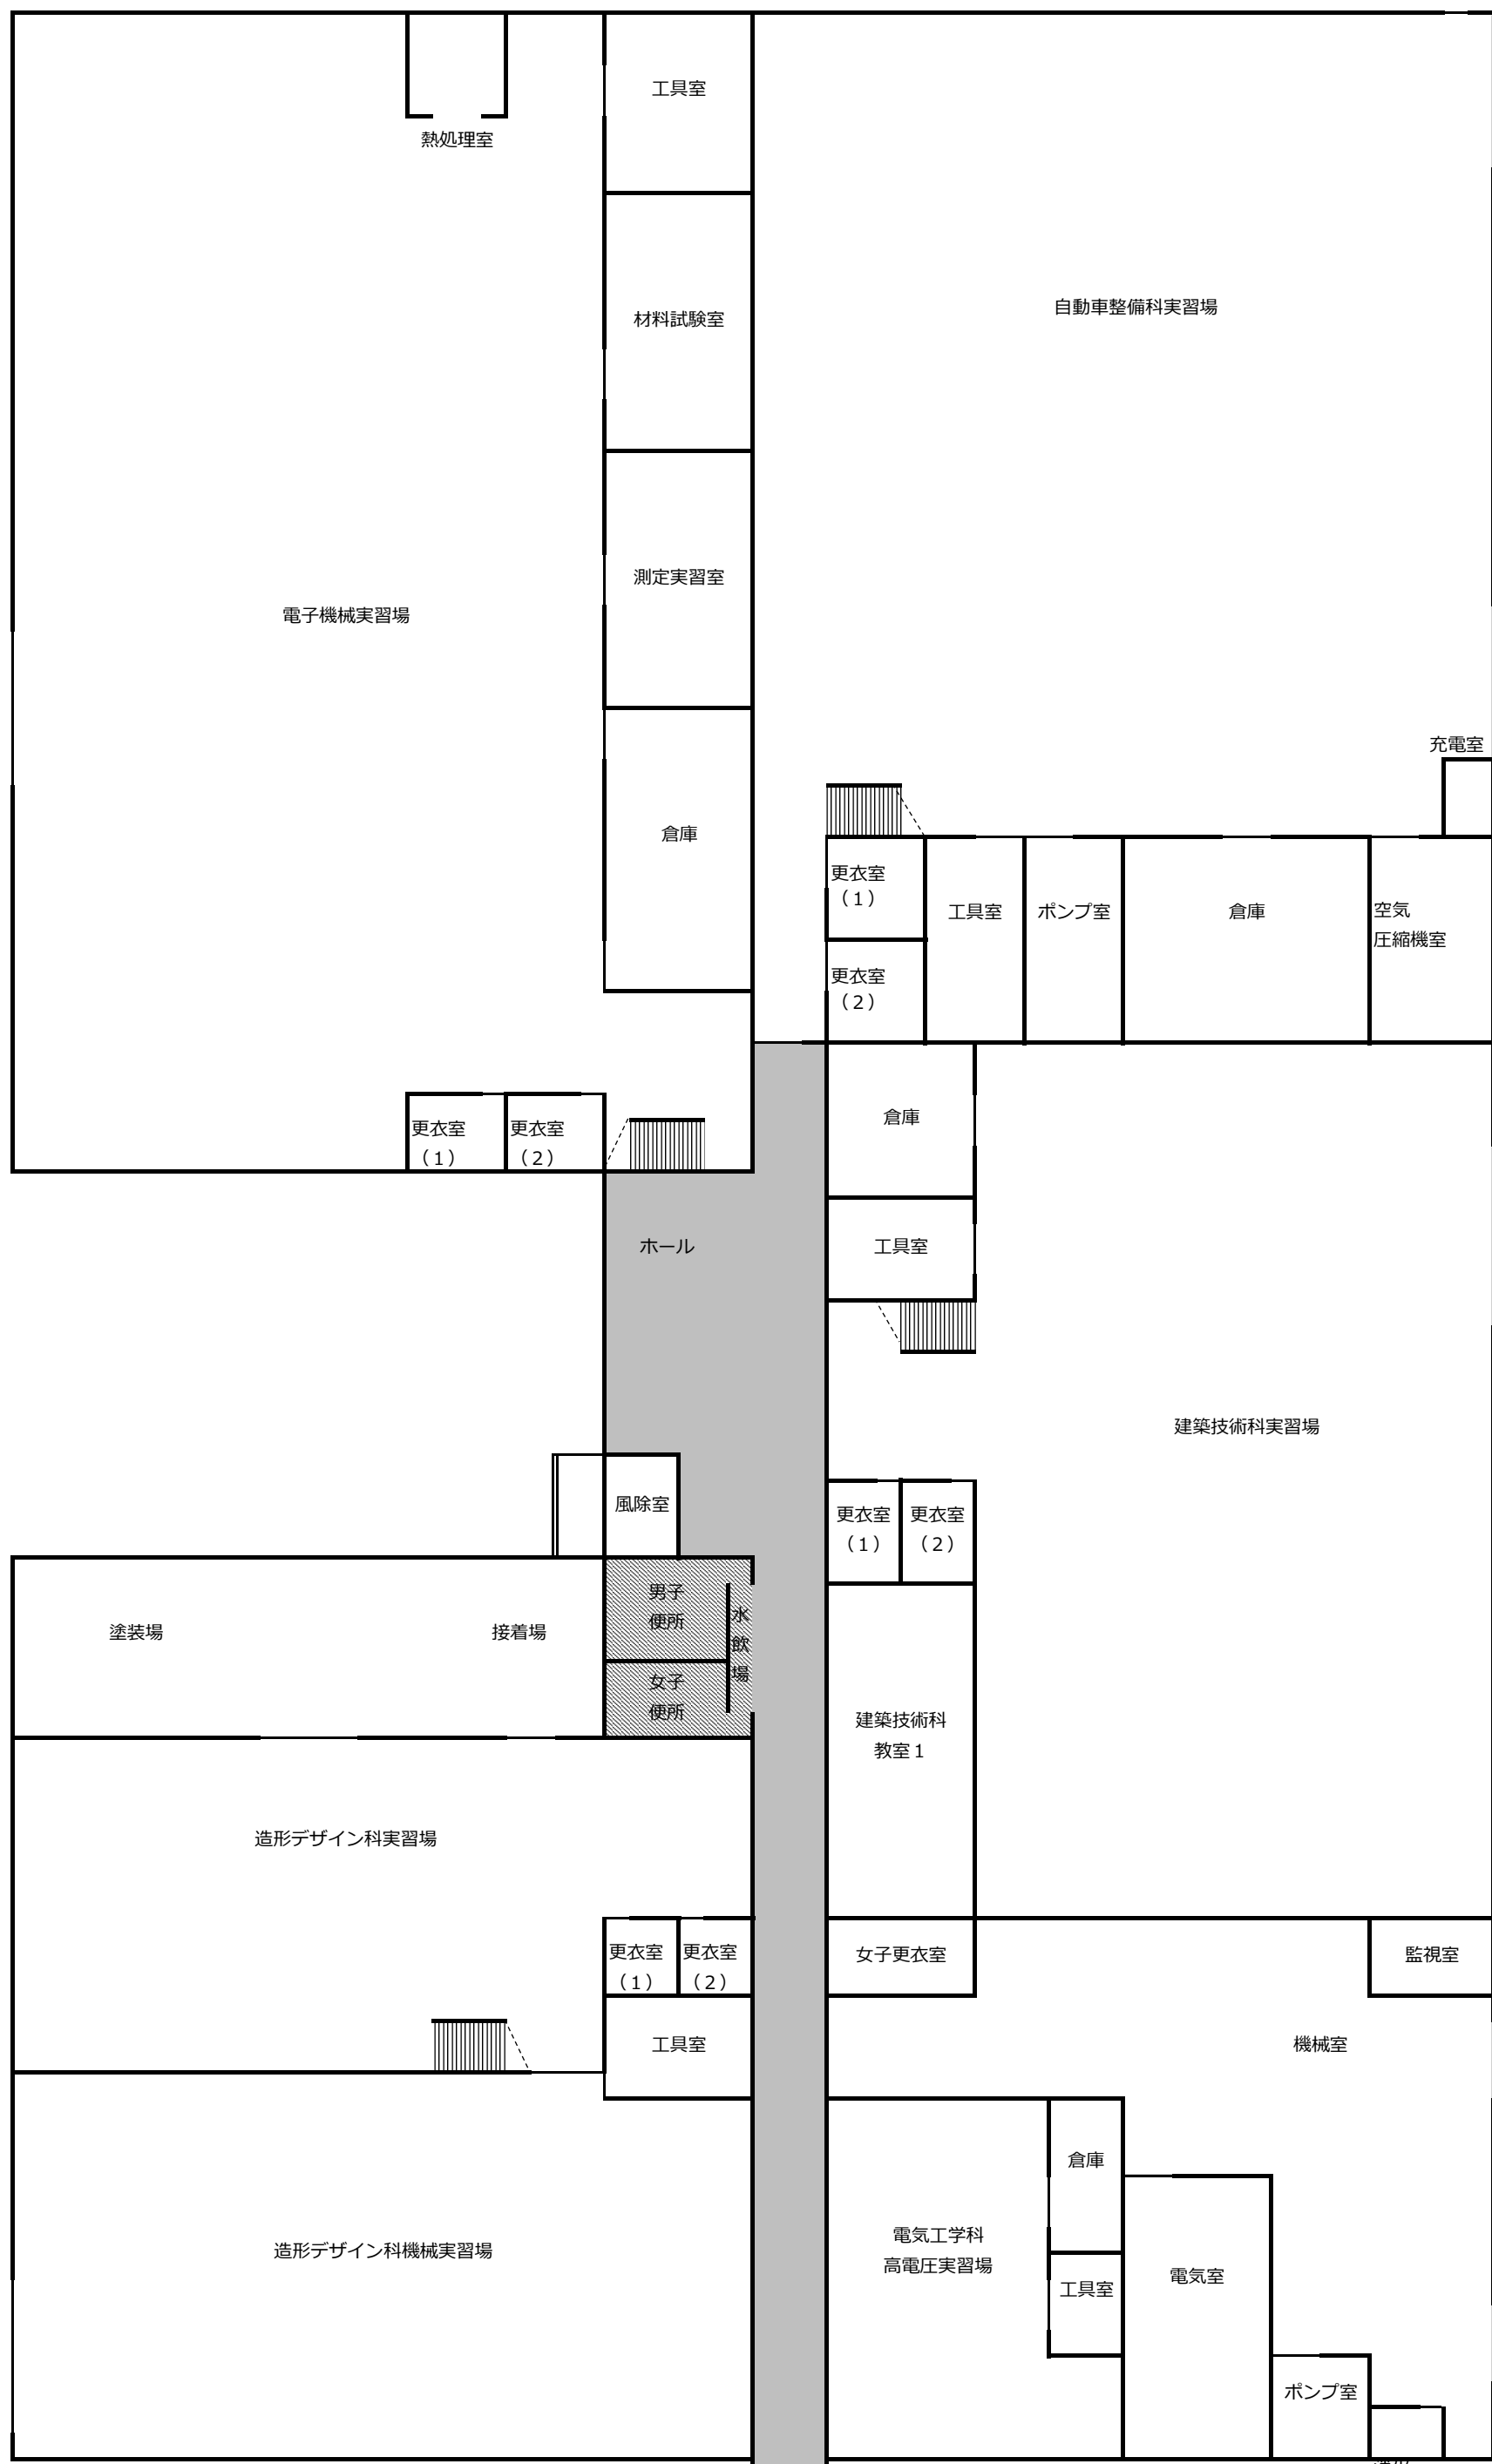 工具室
熱処理室
材料試験室
自動車整備科実習場
測定実習室
電子機械実習場
充電室
倉庫
更衣室
（１）
工具室
ポンプ室
倉庫
空気
圧縮機室
更衣室
（２）
倉庫
更衣室
（１）
更衣室
（２）
ホール
工具室
建築技術科実習場
風除室
更衣室
（１）
更衣室
（２）
男子
便所
水
飲
場
塗装場
接着場
女子
便所
建築技術科
教室１
造形デザイン科実習場
更衣室
（１）
更衣室
（２）
女子更衣室
監視室
工具室
機械室
倉庫
電気工学科
高電圧実習場
造形デザイン科機械実習場
電気室
工具室
ポンプ室